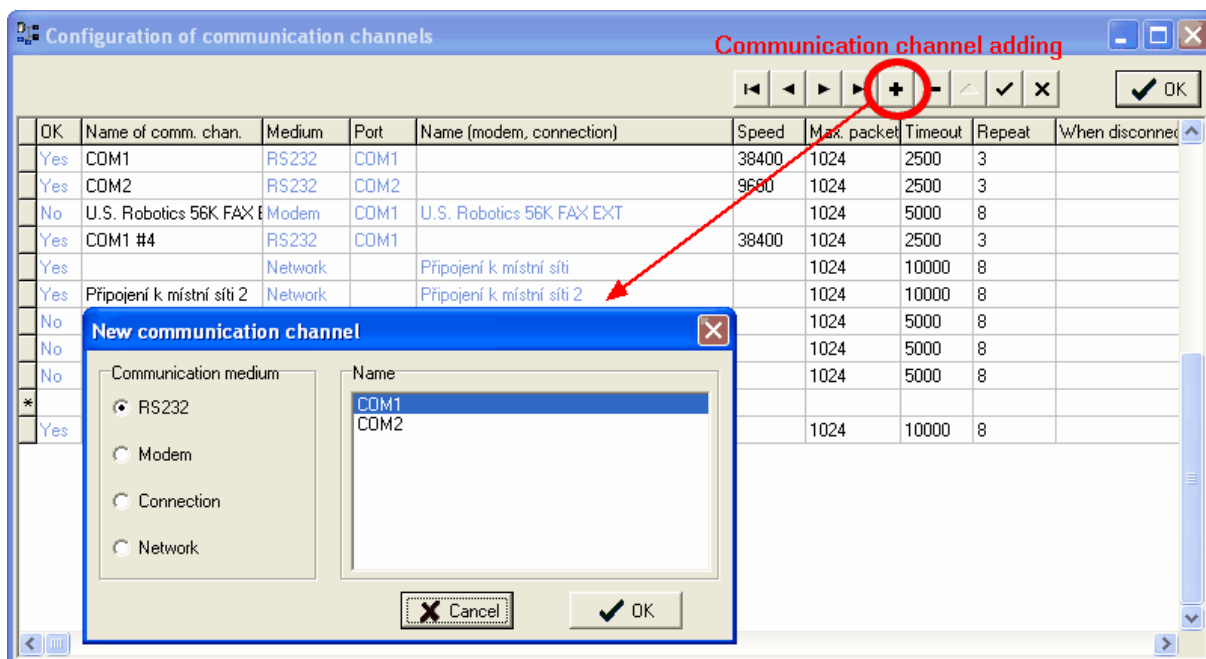 Configuration of communication channels
Communication channel adding
OK
OK Name of comm. chan. Medium Port Name (modem, connection) Speed Max. packet Timeout Repeat When disconnec
Yes COM1 RS232 COM1 38400 1024 2500 3
Yes COM2 RS232 COM2 9600 1024 2500 3
No U.S. Robotics 56K FAX E Modem COM1 U.S. Robotics 56K FAX EXT 1024 5000 8
Yes COM1 #4 RS232 COM1 38400 1024 2500 3
Yes Network Připojení k místní síti 1024 10000 8
Yes Připojení k místní síti 2 Network Připojení k místní síti 2 1024 10000 8
No 1024 5000 8
No 1024 5000 8
No 1024 5000 8
*
Yes 1024 10000 8
New communication channel
Communication medium
RS232
Modem
Connection
Network
Name
COM1
COM2
Cancel OK